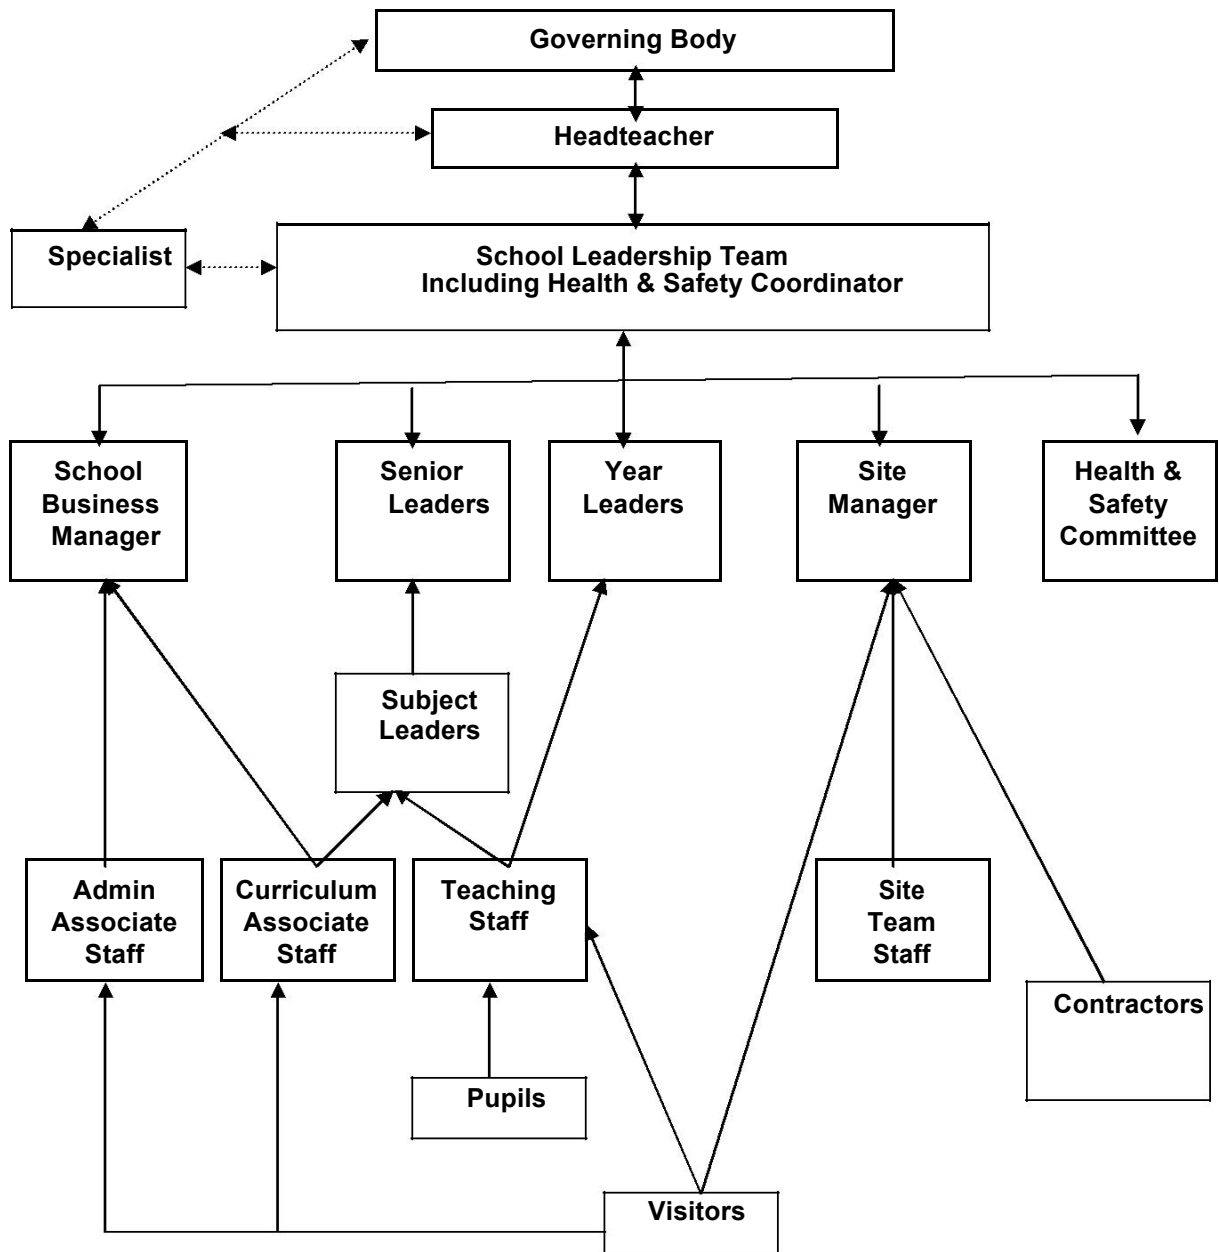 Governing Body
Headteacher
Specialist
School Leadership Team
Including Health & Safety Coordinator
School
Business
Manager
Senior
Leaders
Year
Leaders
Site
Manager
Health &
Safety
Committee
Subject
Leaders
Admin
Associate
Staff
Curriculum
Associate
Staff
Teaching
Staff
Site
Team
Staff
Contractors
Pupils
Visitors